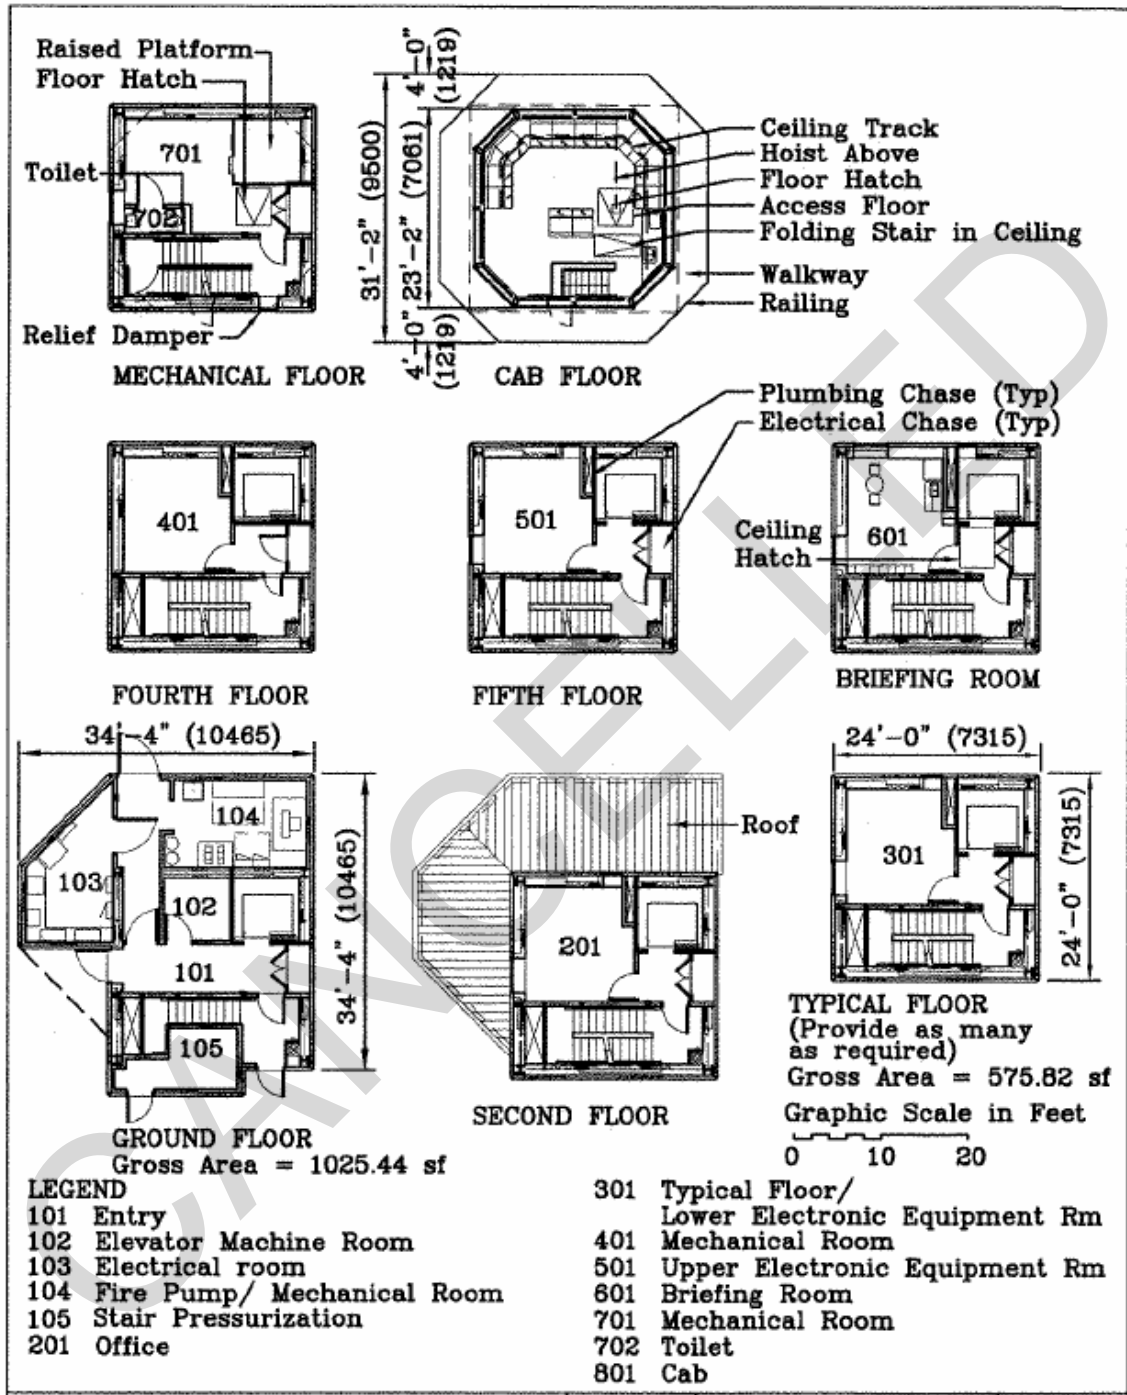 Raised Platform
Floor Hatch
701
Toilet
702
Relief Damper
MECHANICAL FLOOR
4'-0"
(1219)
31'-2" (9500)
23'-2" (7061)
4'-0"
(1219)
Ceiling Track
Hoist Above
Floor Hatch
Access Floor
Folding Stair in Ceiling
Walkway
Railing
CAB FLOOR
Plumbing Chase (Typ)
Electrical Chase (Typ)
401
501
601
Ceiling
Hatch
FOURTH FLOOR
FIFTH FLOOR
BRIEFING ROOM
34'-4" (10465)
104
103
102
101
105
34'-4" (10465)
GROUND FLOOR
Gross Area = 1025.44 sf
Roof
201
SECOND FLOOR
24'-0" (7315)
301
24'-0" (7315)
TYPICAL FLOOR
(Provide as many
as required)
Gross Area = 575.82 sf
Graphic Scale in Feet
0 10 20
LEGEND
101 Entry
102 Elevator Machine Room
103 Electrical room
104 Fire Pump/ Mechanical Room
105 Stair Pressurization
201 Office
301 Typical Floor/
Lower Electronic Equipment Rm
401 Mechanical Room
501 Upper Electronic Equipment Rm
601 Briefing Room
701 Mechanical Room
702 Toilet
801 Cab
CANCELLED